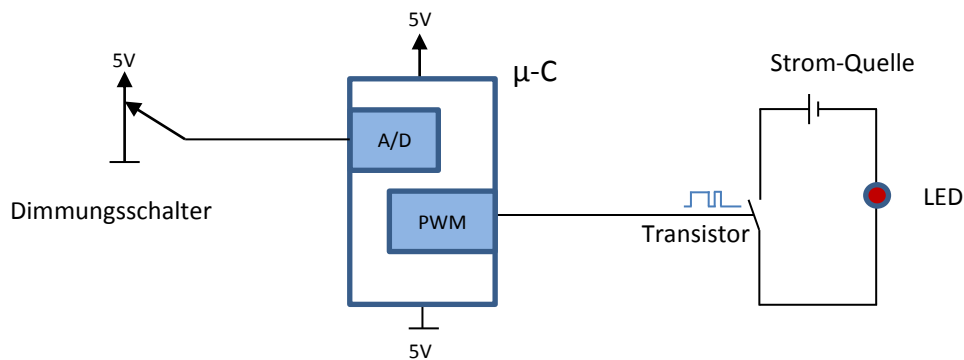 5V
µ-C
Strom-Quelle
5V
A/D
Dimmungsschalter
PWM
LED
Transistor
5V